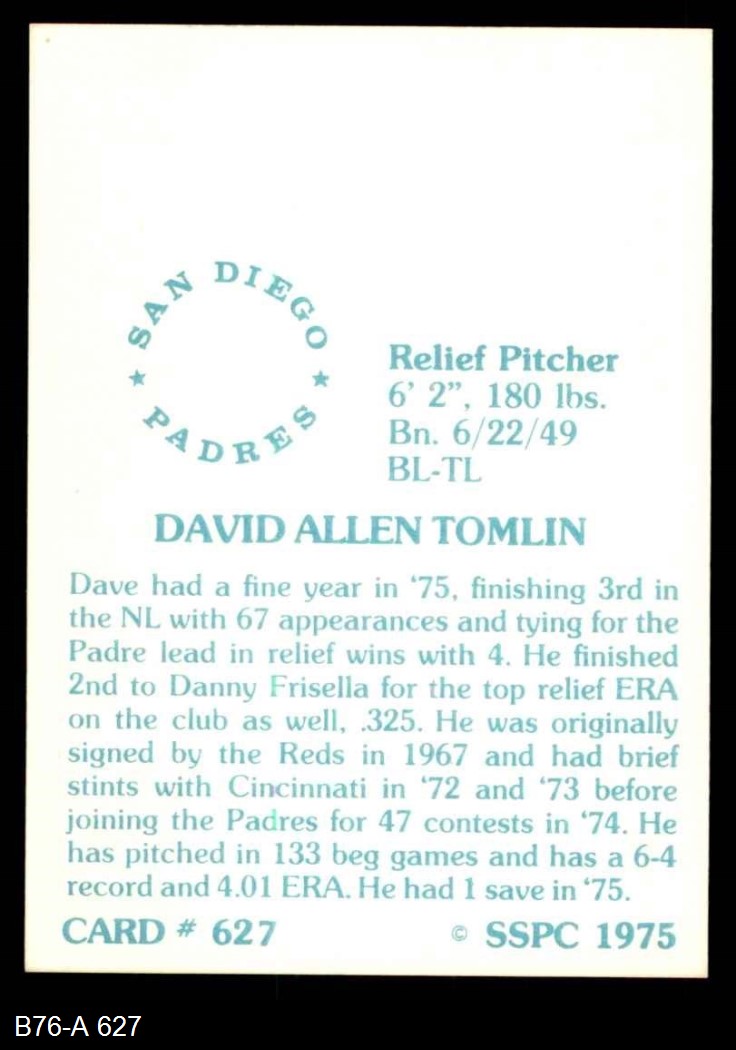 SAN DIEGO
★ ★
PADRES
Relief Pitcher
6’ 2”, 180 lbs.
Bn. 6/22/49
BL-TL
DAVID ALLEN TOMLIN
Dave had a fine year in ‘75, finishing 3rd in
the NL with 67 appearances and tying for the
Padre lead in relief wins with 4. He finished
2nd to Danny Frisella for the top relief ERA
on the club as well, .325. He was originally
signed by the Reds in 1967 and had brief
stints with Cincinnati in ‘72 and ‘73 before
joining the Padres for 47 contests in ‘74. He
has pitched in 133 beg games and has a 6-4
record and 4.01 ERA. He had 1 save in ‘75.
CARD # 627 © SSPC 1975
B76-A 627